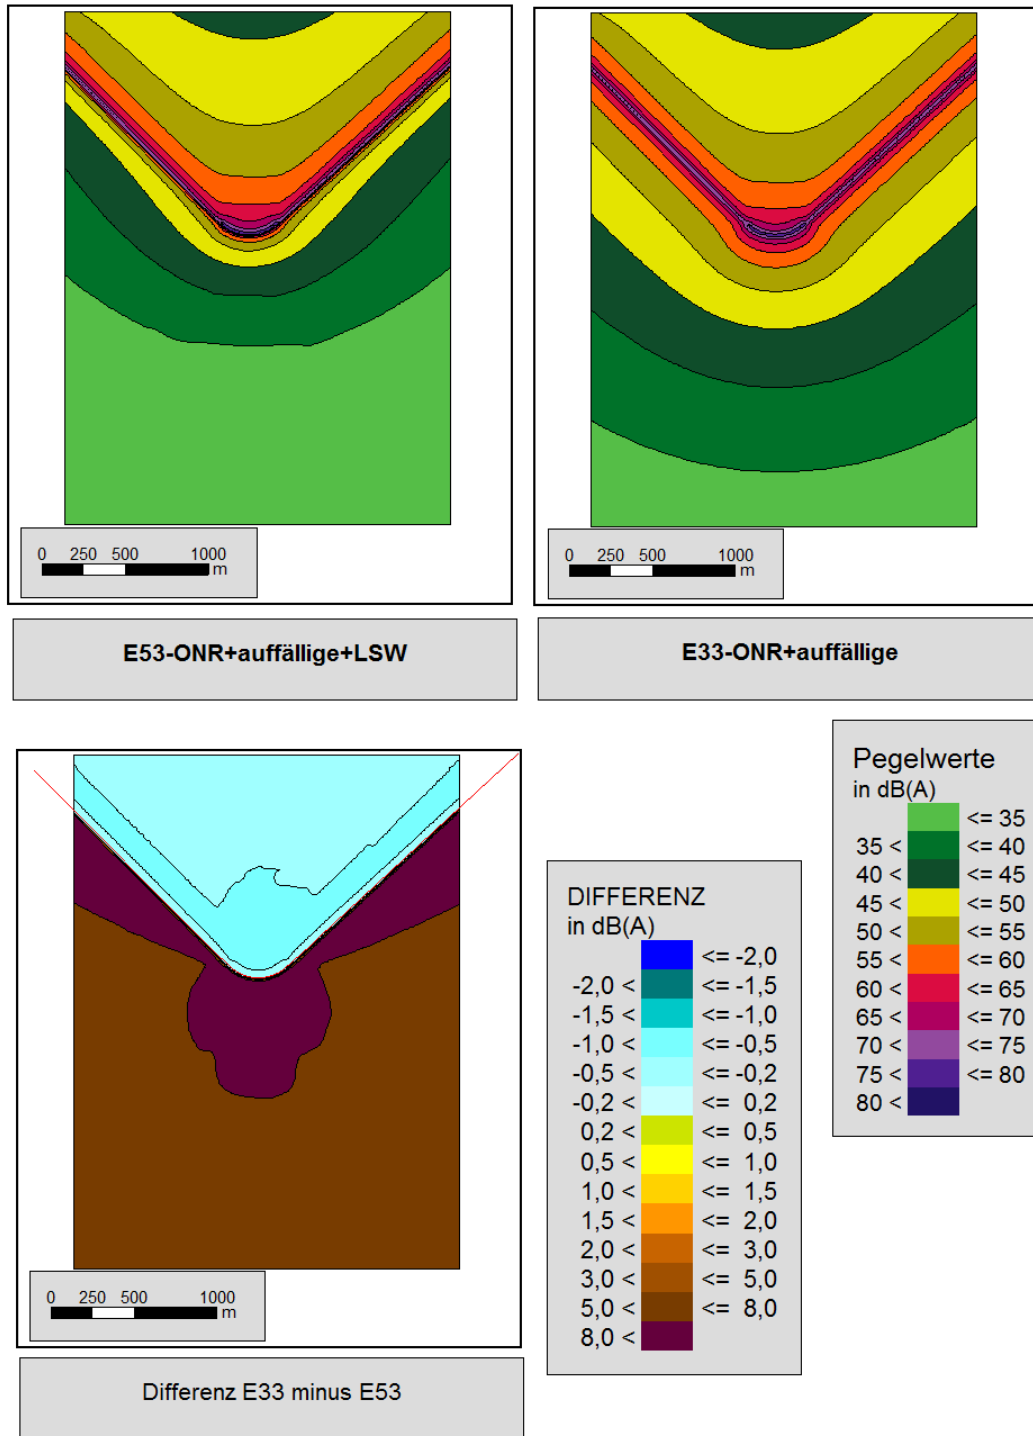 0 250 500 1000
m
0 250 500 1000
m
E53-ONR+auffällige+LSW
E33-ONR+auffällige
Pegelwerte
in dB(A)
<= 35
35 < <= 40
40 < <= 45
45 < <= 50
50 < <= 55
55 < <= 60
60 < <= 65
65 < <= 70
70 < <= 75
75 < <= 80
80 <
DIFFERENZ
in dB(A)
<= -2,0
-2,0 < <= -1,5
-1,5 < <= -1,0
-1,0 < <= -0,5
-0,5 < <= -0,2
-0,2 < <= 0,2
0,2 < <= 0,5
0,5 < <= 1,0
1,0 < <= 1,5
1,5 < <= 2,0
2,0 < <= 3,0
3,0 < <= 5,0
5,0 < <= 8,0
8,0 <
0 250 500 1000
m
Differenz E33 minus E53